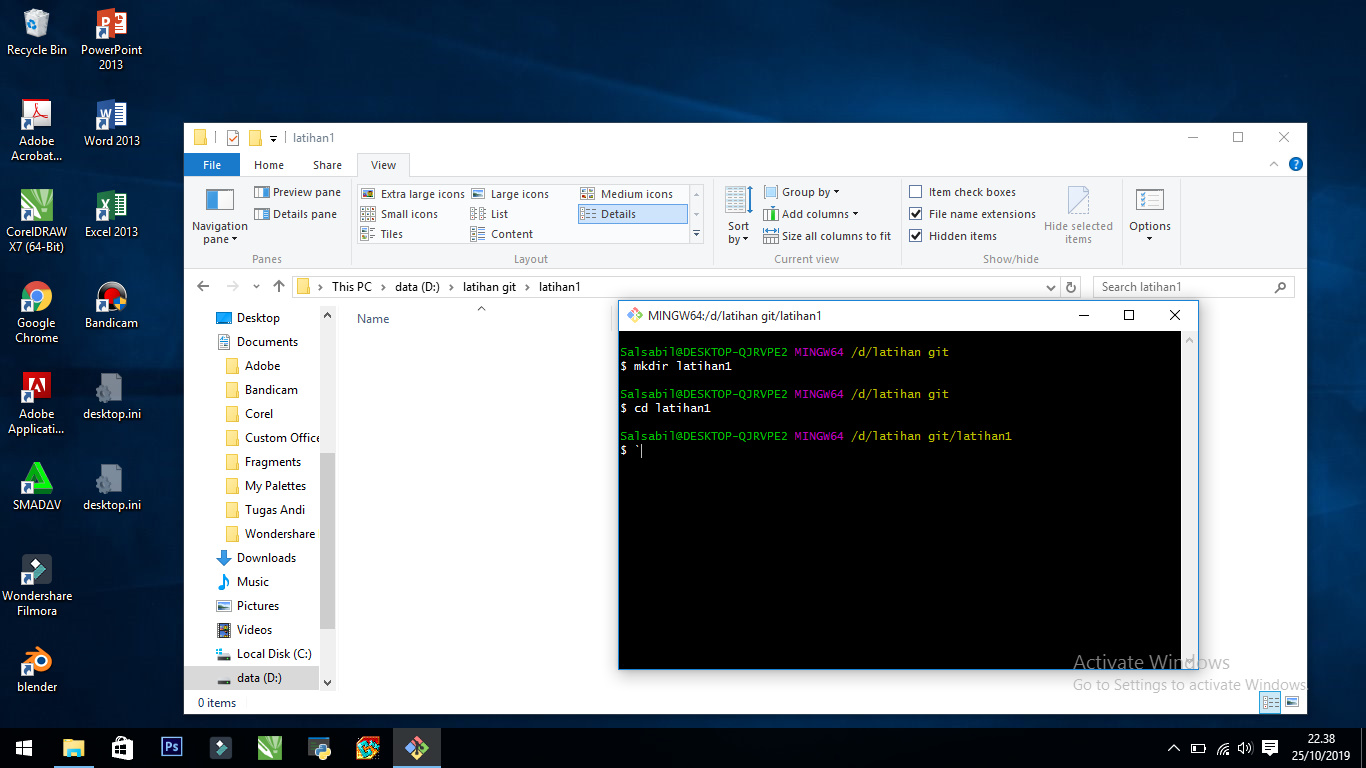 Recycle Bin
PowerPoint
2013
Adobe
Acrobat...
Word 2013
CorelDRAW
X7 (64-Bit)
Excel 2013
Google
Chrome
Bandicam
Adobe
Applicati...
desktop.ini
SMADΔV
desktop.ini
Wondershare
Filmora
blender
latihan1
File
Home
Share
View
Navigation
pane
Preview pane
Details pane
Panes
Extra large icons
Large icons
Medium icons
Small icons
List
Details
Tiles
Content
Layout
Sort
by
Group by
Add columns
Size all columns to fit
Current view
Item check boxes
File name extensions
Hidden items
Hide selected
items
Show/hide
Options
This PC > data (D:) > latihan git > latihan1
Search latihan1
Desktop
Documents
Adobe
Bandicam
Corel
Custom Office
Fragments
My Palettes
Tugas Andi
Wondershare
Downloads
Music
Pictures
Videos
Local Disk (C:)
data (D:)
Name
0 items
MINGW64:/d/latihan git/latihan1
Salsabil@DESKTOP-QJRVPE2 MINGW64 /d/latihan git
$ mkdir latihan1
Salsabil@DESKTOP-QJRVPE2 MINGW64 /d/latihan git
$ cd latihan1
Salsabil@DESKTOP-QJRVPE2 MINGW64 /d/latihan git/latihan1
$ `
Activate Windows
Go to Settings to activate Windows.
Ps
22.38
25/10/2019